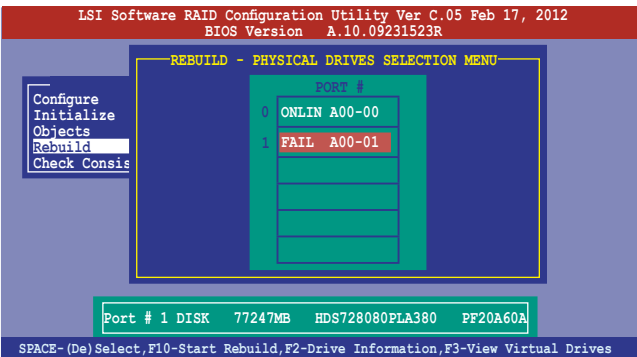 LSI Software RAID Configuration Utility Ver C.05 Feb 17, 2012
BIOS Version A.10.09231523R
REBUILD - PHYSICAL DRIVES SELECTION MENU
PORT #
0 ONLIN A00-00
1 FAIL A00-01
Configure
Initialize
Objects
Rebuild
Check Consis
Port # 1 DISK 77247MB HDS728080PLA380 PF20A60A
SPACE-(De)Select,F10-Start Rebuild,F2-Drive Information,F3-View Virtual Drives